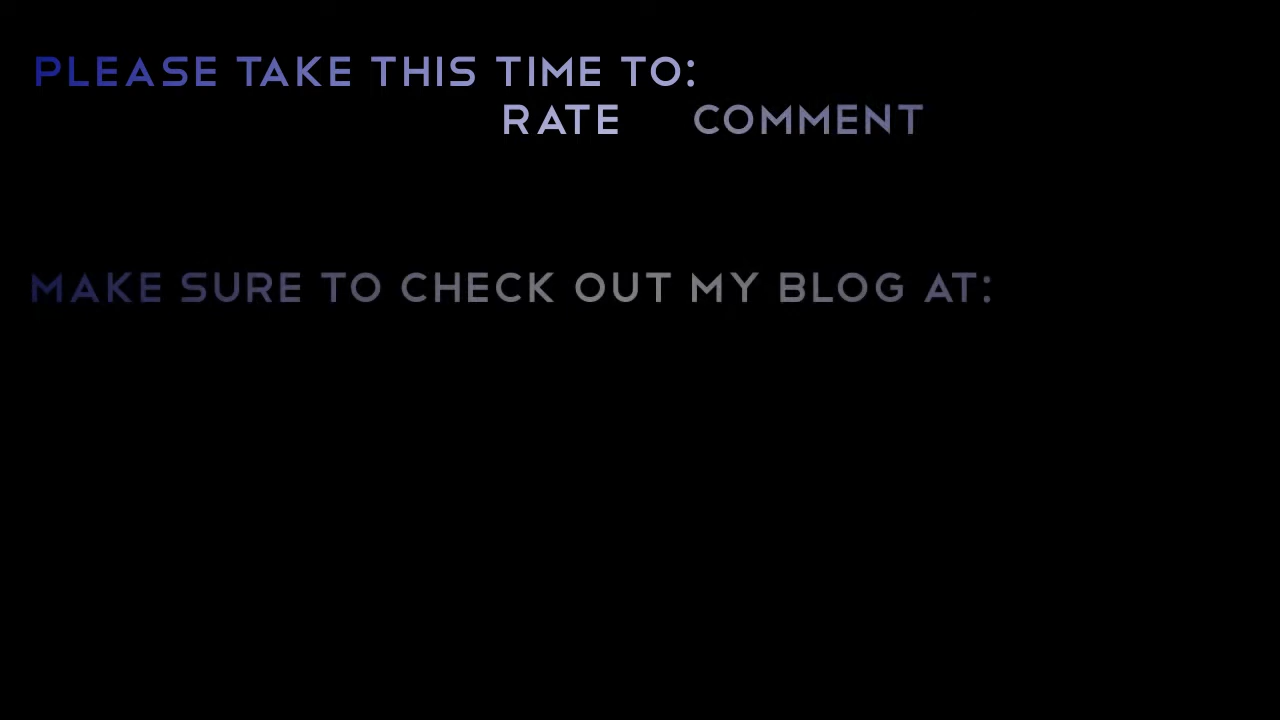 PLEASE TAKE THIS TIME TO:
RATE COMMENT
MAKE SURE TO CHECK OUT MY BLOG AT: